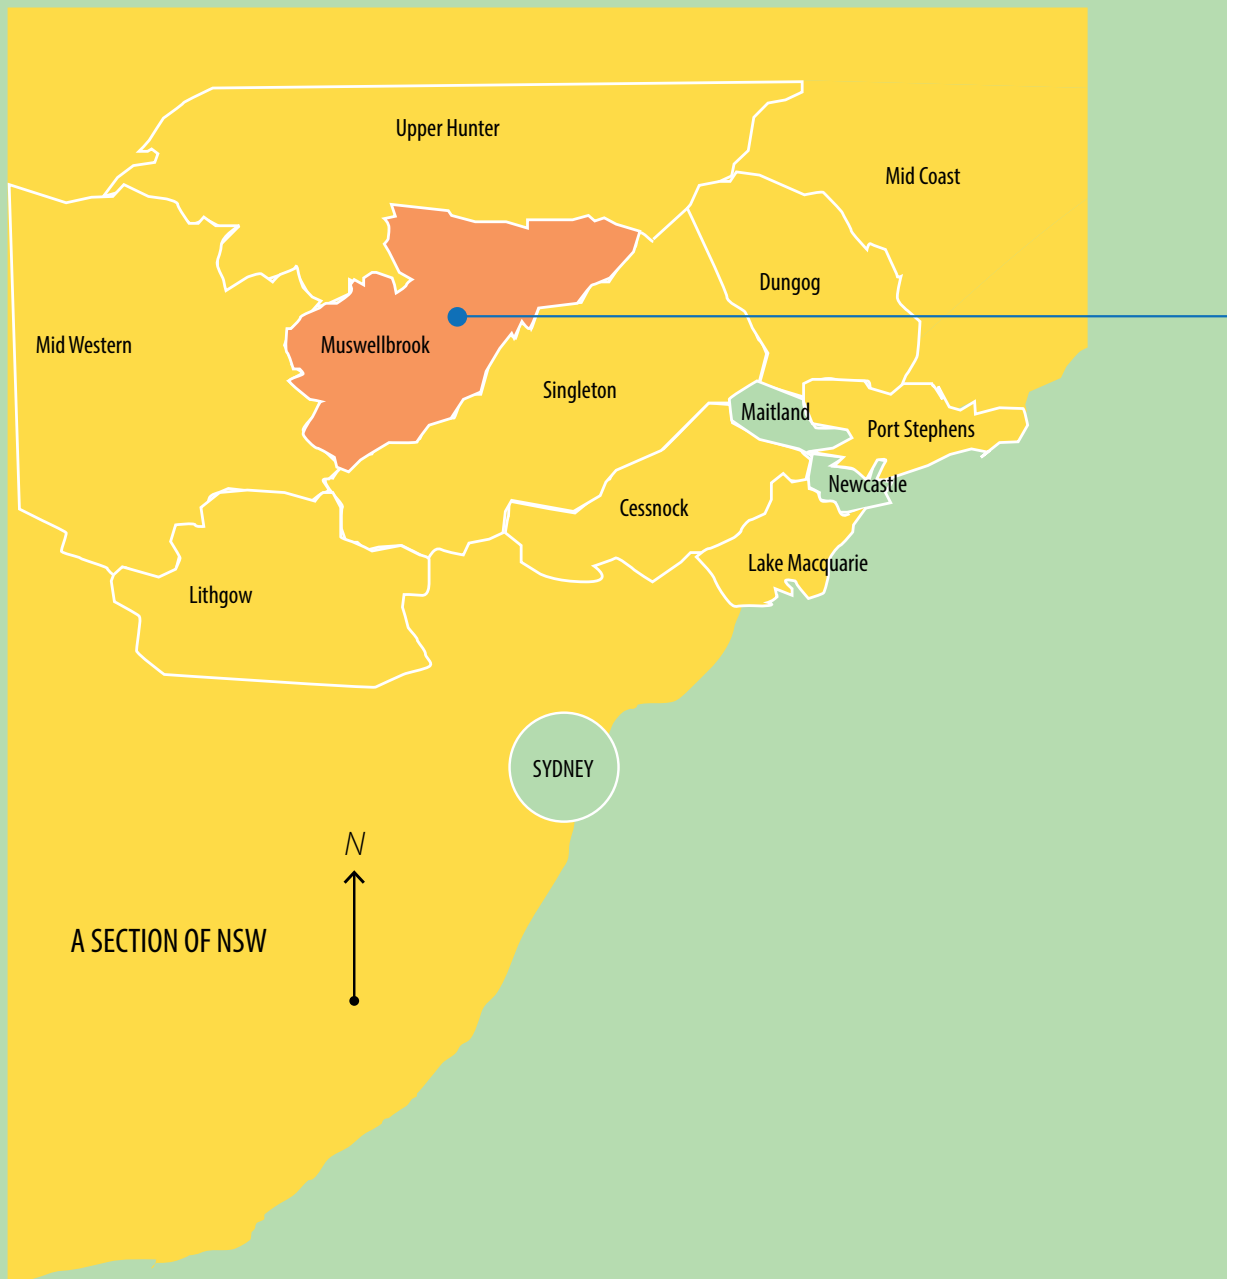 Upper Hunter
Mid Coast
Dungog
Mid Western
Muswellbrook
Singleton
Maitland
Port Stephens
Newcastle
Cessnock
Lake Macquarie
Lithgow
SYDNEY
N
A SECTION OF NSW